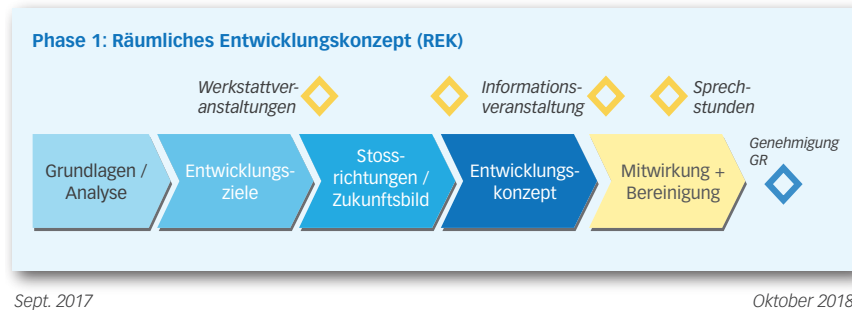 Phase 1: Räumliches Entwicklungskonzept (REK)
Werkstattver-
anstaltungen
Informations-
veranstaltung
Sprech-
stunden
Grundlagen /
Analyse
Entwicklungs-
ziele
Stoss-
richtungen /
Zukunftsbild
Entwicklungs-
konzept
Mitwirkung +
Bereinigung
Genehmigung
GR
Sept. 2017
Oktober 2018